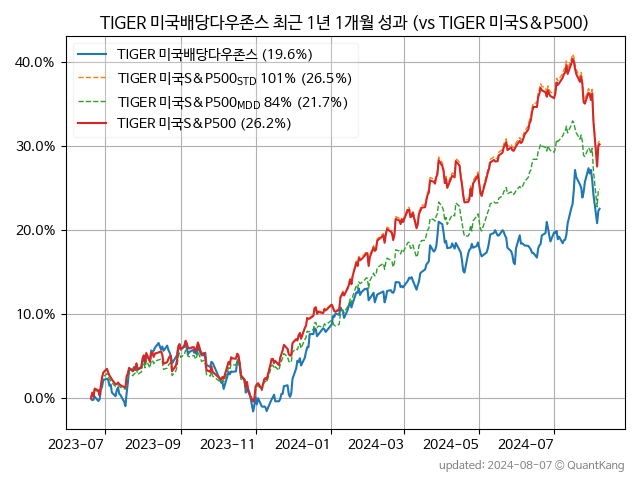 TIGER 미국배당다우존스 최근 1년 1개월 성과 (vs TIGER 미국S&P500)
TIGER 미국배당다우존스 (19.6%)
TIGER 미국S&P500STD 101% (26.5%)
TIGER 미국S&P500MDD 84% (21.7%)
TIGER 미국S&P500 (26.2%)
40.0%
30.0%
20.0%
10.0%
0.0%
2023-07 2023-09 2023-11 2024-01 2024-03 2024-05 2024-07
updated: 2024-08-07 © QuantKang